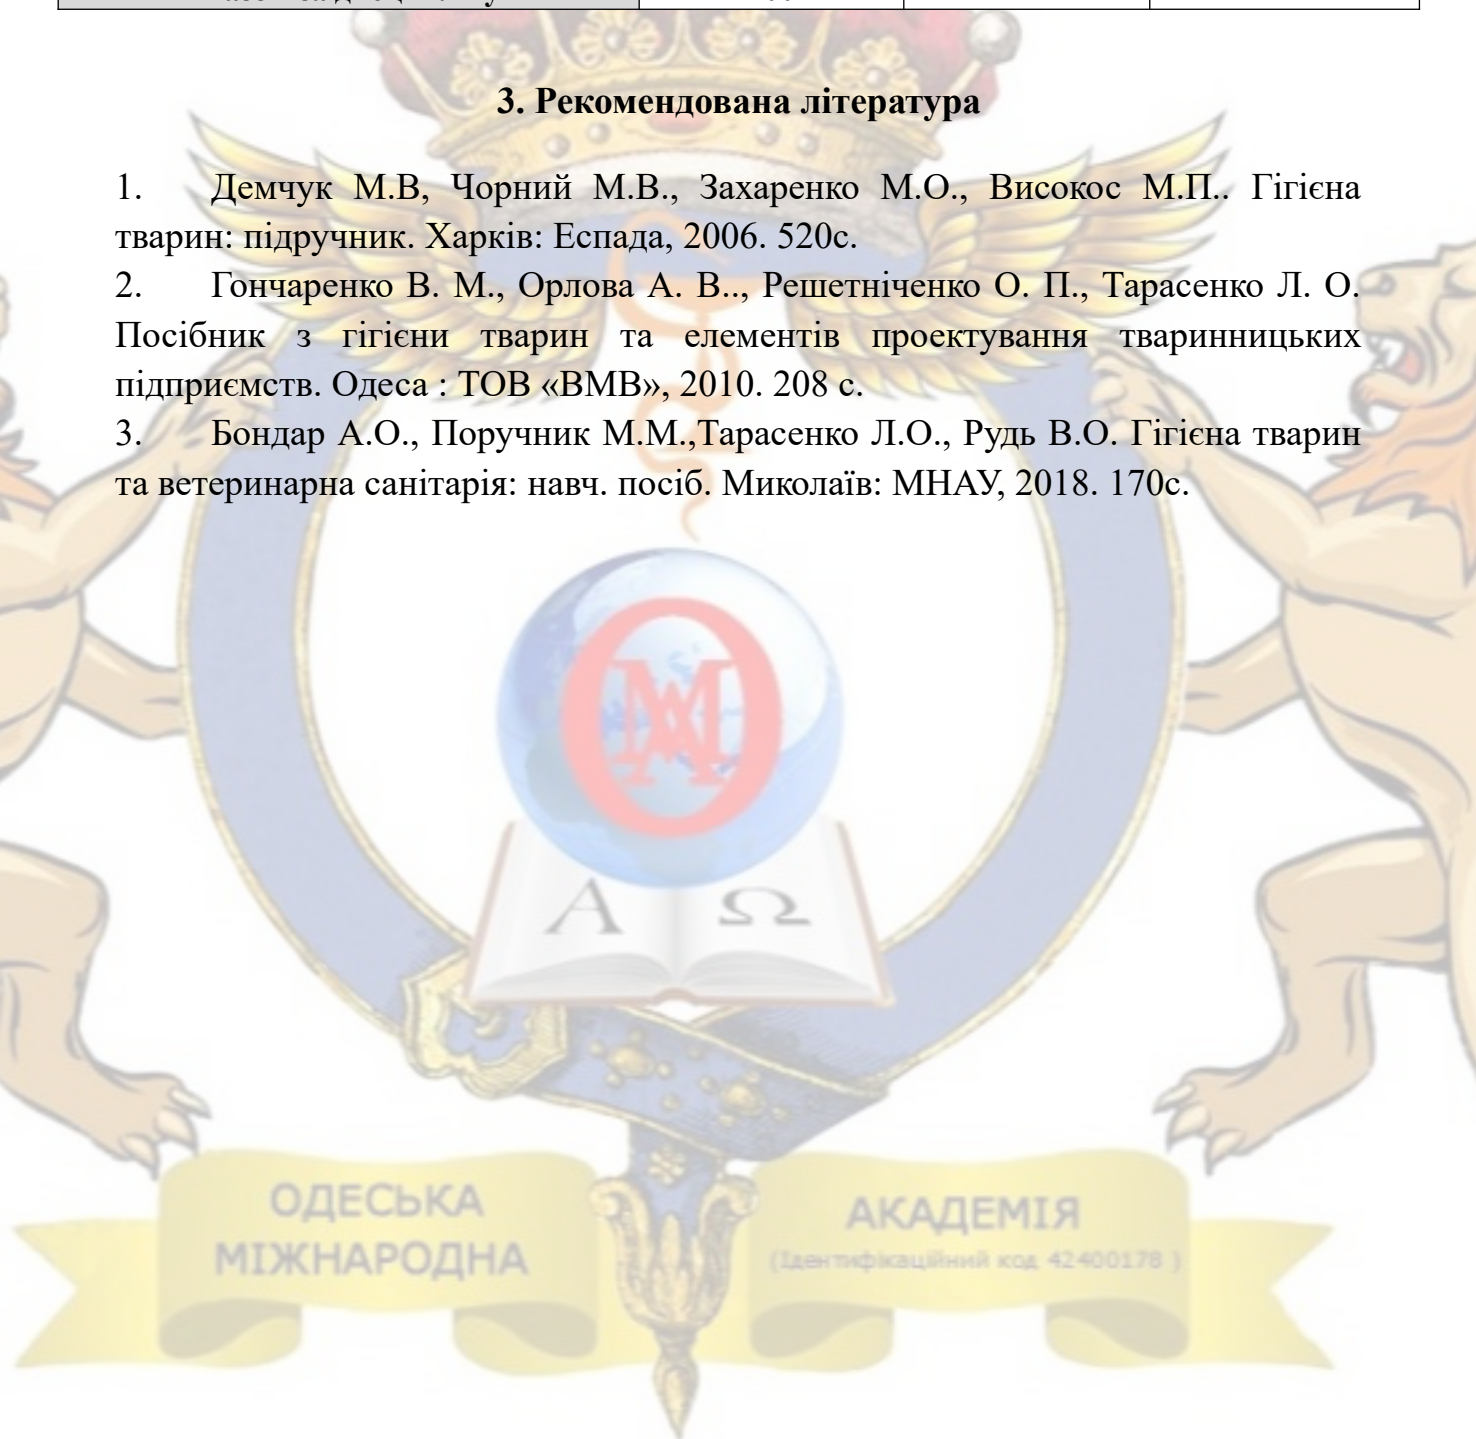 3. Рекомендована література
1. Демчук М.В, Чорний М.В., Захаренко М.О., Високос М.П.. Гігієна
тварин: підручник. Харків: Еспада, 2006. 520с.
2. Гончаренко В. М., Орлова А. В.., Решетніченко О. П., Тарасенко Л. О.
Посібник з гігієни тварин та елементів проектування тваринницьких
підприємств. Одеса : ТОВ «ВМВ», 2010. 208 с.
3. Бондар А.О., Поручник М.М.,Тарасенко Л.О., Рудь В.О. Гігієна тварин
та ветеринарна санітарія: навч. посіб. Миколаїв: МНАУ, 2018. 170с.
Α Ω
ОДЕСЬКА
МІЖНАРОДНА
АКАДЕМІЯ
(Ідентифікаційний код 42400178 )